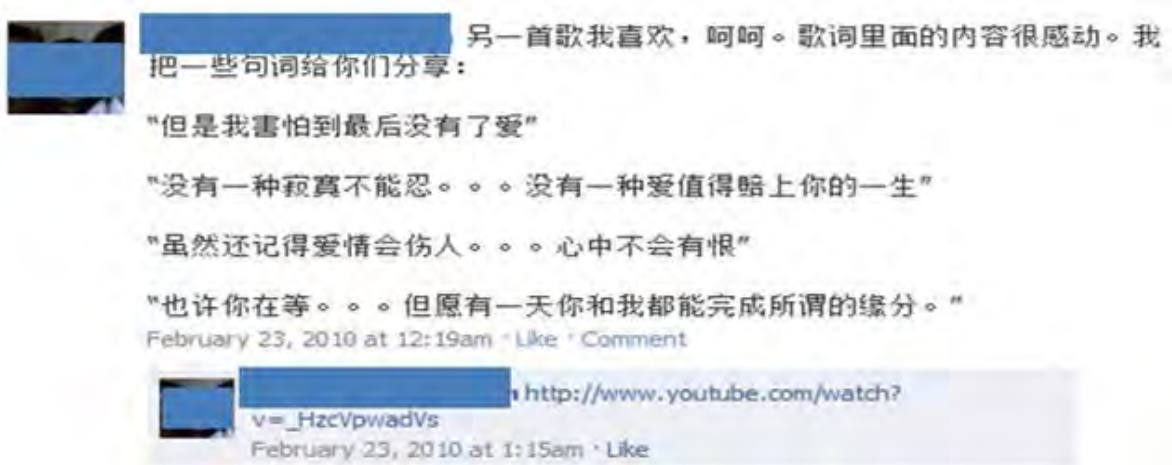 另一首歌我喜欢，呵呵。歌词里面的内容很感动。我
把一些句词给你们分享：
“但是我害怕到最后没有了爱”
“没有一种寂寞不能忍。。。没有一种爱值得赔上你的一生”
“虽然还记得爱情会伤人。。。心中不会有恨”
“也许你在等。。。但愿有一天你和我都能完成所谓的缘分。”
February 23, 2010 at 12:19am · Like · Comment
http://www.youtube.com/watch?
v=_HzcVpwadVs
February 23, 2010 at 1:15am · Like